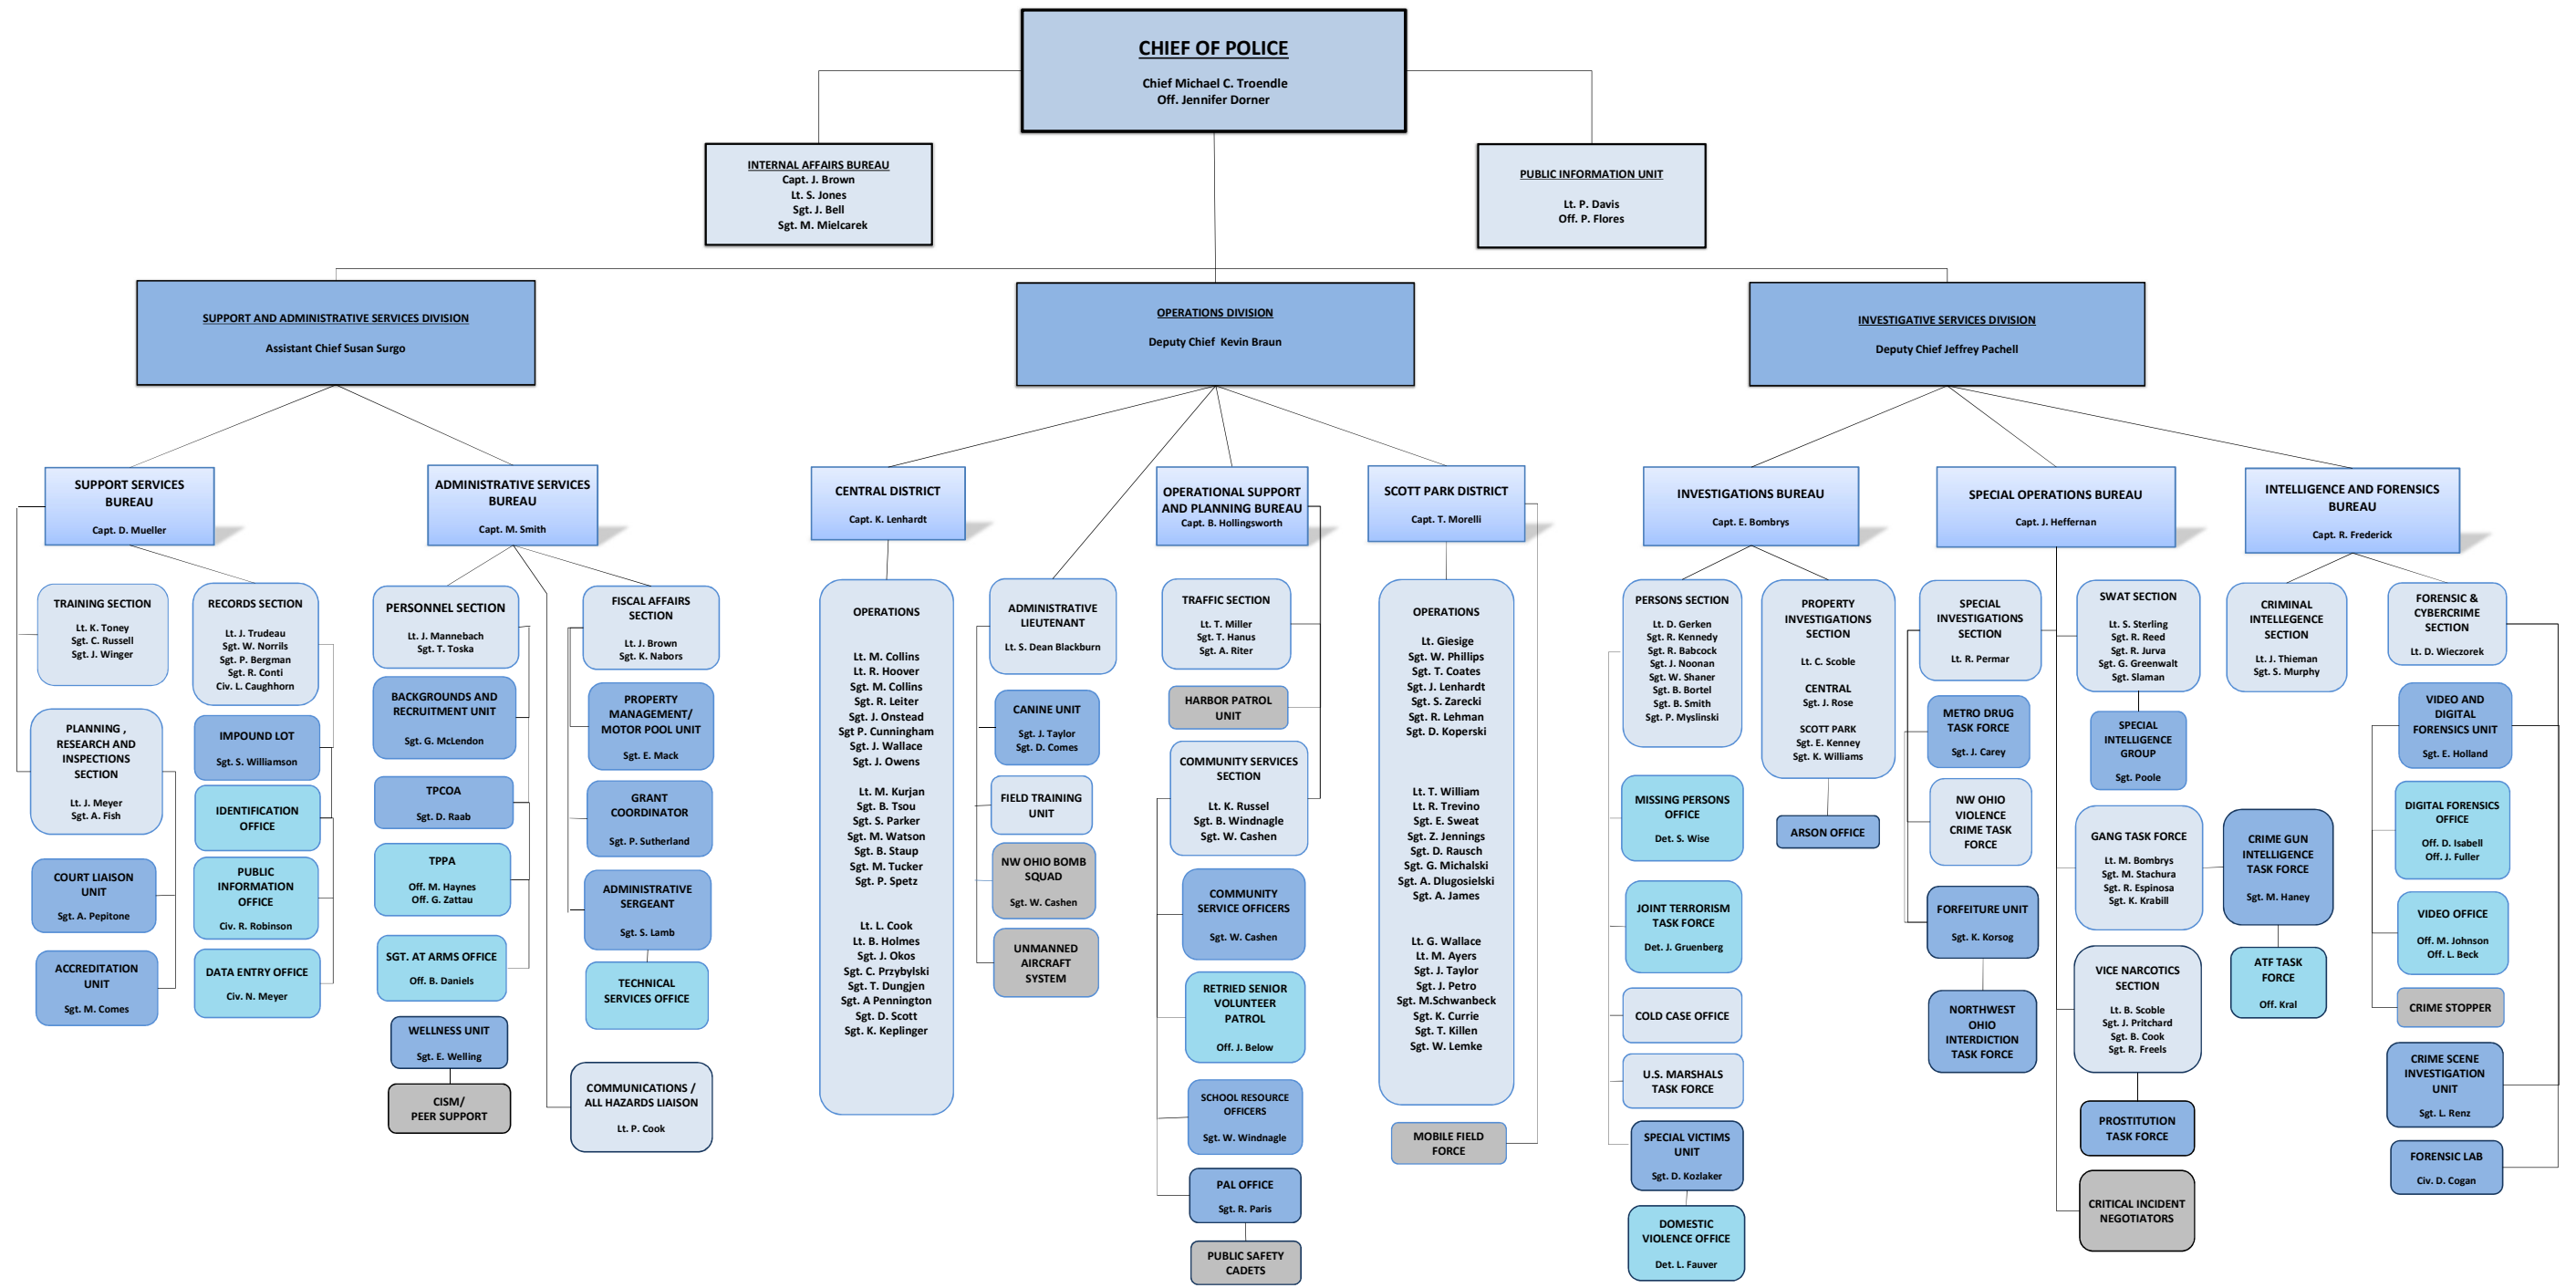 CHIEF OF POLICE
Chief Michael C. Troendle
Off. Jennifer Dorner
INTERNAL AFFAIRS BUREAU
Capt. J. Brown
Lt. S. Jones
Sgt. J. Bell
Sgt. M. Mielcarek
PUBLIC INFORMATION UNIT
Lt. P. Davis
Off. P. Flores
SUPPORT AND ADMINISTRATIVE SERVICES DIVISION
Assistant Chief Susan Surgo
OPERATIONS DIVISION
Deputy Chief Kevin Braun
INVESTIGATIVE SERVICES DIVISION
Deputy Chief Jeffrey Pachell
SUPPORT SERVICES
BUREAU
Capt. D. Mueller
ADMINISTRATIVE SERVICES
BUREAU
Capt. M. Smith
CENTRAL DISTRICT
Capt. K. Lenhardt
OPERATIONAL SUPPORT
AND PLANNING BUREAU
Capt. B. Hollingsworth
SCOTT PARK DISTRICT
Capt. T. Morelli
INVESTIGATIONS BUREAU
Capt. E. Bombrys
SPECIAL OPERATIONS BUREAU
Capt. J. Heffernan
INTELLIGENCE AND FORENSICS
BUREAU
Capt. R. Frederick
TRAINING SECTION
Lt. K. Toney
Sgt. C. Russell
Sgt. J. Winger
PLANNING ,
RESEARCH AND
INSPECTIONS
SECTION
Lt. J. Meyer
Sgt. A. Fish
COURT LIAISON
UNIT
Sgt. A. Pepitone
ACCREDITATION
UNIT
Sgt. M. Comes
RECORDS SECTION
Lt. J. Trudeau
Sgt. W. Norrils
Sgt. P. Bergman
Sgt. R. Conti
Civ. L. Caughhorn
IMPOUND LOT
Sgt. S. Williamson
IDENTIFICATION
OFFICE
PUBLIC
INFORMATION
OFFICE
Civ. R. Robinson
DATA ENTRY OFFICE
Civ. N. Meyer
PERSONNEL SECTION
Lt. J. Mannebach
Sgt. T. Toska
BACKGROUNDS AND
RECRUITMENT UNIT
Sgt. G. McLendon
TPCOA
Sgt. D. Raab
TPPA
Off. M. Haynes
Off. G. Zattau
SGT. AT ARMS OFFICE
Off. B. Daniels
WELLNESS UNIT
Sgt. E. Welling
CISM/
PEER SUPPORT
FISCAL AFFAIRS
SECTION
Lt. J. Brown
Sgt. K. Nabors
PROPERTY
MANAGEMENT/
MOTOR POOL UNIT
Sgt. E. Mack
GRANT
COORDINATOR
Sgt. P. Sutherland
ADMINISTRATIVE
SERGEANT
Sgt. S. Lamb
TECHNICAL
SERVICES OFFICE
COMMUNICATIONS /
ALL HAZARDS LIAISON
Lt. P. Cook
OPERATIONS
Lt. M. Collins
Lt. R. Hoover
Sgt. M. Collins
Sgt. R. Leiter
Sgt. J. Onstead
Sgt P. Cunningham
Sgt. J. Wallace
Sgt. J. Owens
Lt. M. Kurjan
Sgt. B. Tsou
Sgt. S. Parker
Sgt. M. Watson
Sgt. B. Staup
Sgt. M. Tucker
Sgt. P. Spetz
Lt. L. Cook
Lt. B. Holmes
Sgt. J. Okos
Sgt. C. Przybylski
Sgt. T. Dungjen
Sgt. A Pennington
Sgt. D. Scott
Sgt. K. Keplinger
ADMINISTRATIVE
LIEUTENANT
Lt. S. Dean Blackburn
CANINE UNIT
Sgt. J. Taylor
Sgt. D. Comes
FIELD TRAINING
UNIT
NW OHIO BOMB
SQUAD
Sgt. W. Cashen
UNMANNED
AIRCRAFT
SYSTEM
TRAFFIC SECTION
Lt. T. Miller
Sgt. T. Hanus
Sgt. A. Riter
HARBOR PATROL
UNIT
COMMUNITY SERVICES
SECTION
Lt. K. Russel
Sgt. B. Windnagle
Sgt. W. Cashen
COMMUNITY
SERVICE OFFICERS
Sgt. W. Cashen
RETRIED SENIOR
VOLUNTEER
PATROL
Off. J. Below
SCHOOL RESOURCE
OFFICERS
Sgt. W. Windnagle
PAL OFFICE
Sgt. R. Paris
PUBLIC SAFETY
CADETS
OPERATIONS
Lt. Giesige
Sgt. W. Phillips
Sgt. T. Coates
Sgt. J. Lenhardt
Sgt. S. Zarecki
Sgt. R. Lehman
Sgt. D. Koperski
Lt. T. William
Lt. R. Trevino
Sgt. E. Sweat
Sgt. Z. Jennings
Sgt. D. Rausch
Sgt. G. Michalski
Sgt. A. Dlugosielski
Sgt. A. James
Lt. G. Wallace
Lt. M. Ayers
Sgt. J. Taylor
Sgt. J. Petro
Sgt. M.Schwanbeck
Sgt. K. Currie
Sgt. T. Killen
Sgt. W. Lemke
MOBILE FIELD
FORCE
PERSONS SECTION
Lt. D. Gerken
Sgt. R. Kennedy
Sgt. R. Babcock
Sgt. J. Noonan
Sgt. W. Shaner
Sgt. B. Bortel
Sgt. B. Smith
Sgt. P. Myslinski
MISSING PERSONS
OFFICE
Det. S. Wise
JOINT TERRORISM
TASK FORCE
Det. J. Gruenberg
COLD CASE OFFICE
U.S. MARSHALS
TASK FORCE
SPECIAL VICTIMS
UNIT
Sgt. D. Kozlaker
DOMESTIC
VIOLENCE OFFICE
Det. L. Fauver
PROPERTY
INVESTIGATIONS
SECTION
Lt. C. Scoble
CENTRAL
Sgt. J. Rose
SCOTT PARK
Sgt. E. Kenney
Sgt. K. Williams
ARSON OFFICE
SPECIAL
INVESTIGATIONS
SECTION
Lt. R. Permar
METRO DRUG
TASK FORCE
Sgt. J. Carey
NW OHIO
VIOLENCE
CRIME TASK
FORCE
FORFEITURE UNIT
Sgt. K. Korsog
NORTHWEST
OHIO
INTERDICTION
TASK FORCE
SWAT SECTION
Lt. S. Sterling
Sgt. R. Reed
Sgt. R. Jurva
Sgt. G. Greenwalt
Sgt. Slaman
SPECIAL
INTELLIGENCE
GROUP
Sgt. Poole
GANG TASK FORCE
Lt. M. Bombrys
Sgt. M. Stachura
Sgt. R. Espinosa
Sgt. K. Krabill
VICE NARCOTICS
SECTION
Lt. B. Scoble
Sgt. J. Pritchard
Sgt. B. Cook
Sgt. R. Freels
PROSTITUTION
TASK FORCE
CRITICAL INCIDENT
NEGOTIATORS
CRIMINAL
INTELLEGENCE
SECTION
Lt. J. Thieman
Sgt. S. Murphy
CRIME GUN
INTELLIGENCE
TASK FORCE
Sgt. M. Haney
ATF TASK
FORCE
Off. Kral
FORENSIC &
CYBERCRIME
SECTION
Lt. D. Wieczorek
VIDEO AND
DIGITAL
FORENSICS UNIT
Sgt. E. Holland
DIGITAL FORENSICS
OFFICE
Off. D. Isabell
Off. J. Fuller
VIDEO OFFICE
Off. M. Johnson
Off. L. Beck
CRIME STOPPER
CRIME SCENE
INVESTIGATION
UNIT
Sgt. L. Renz
FORENSIC LAB
Civ. D. Cogan